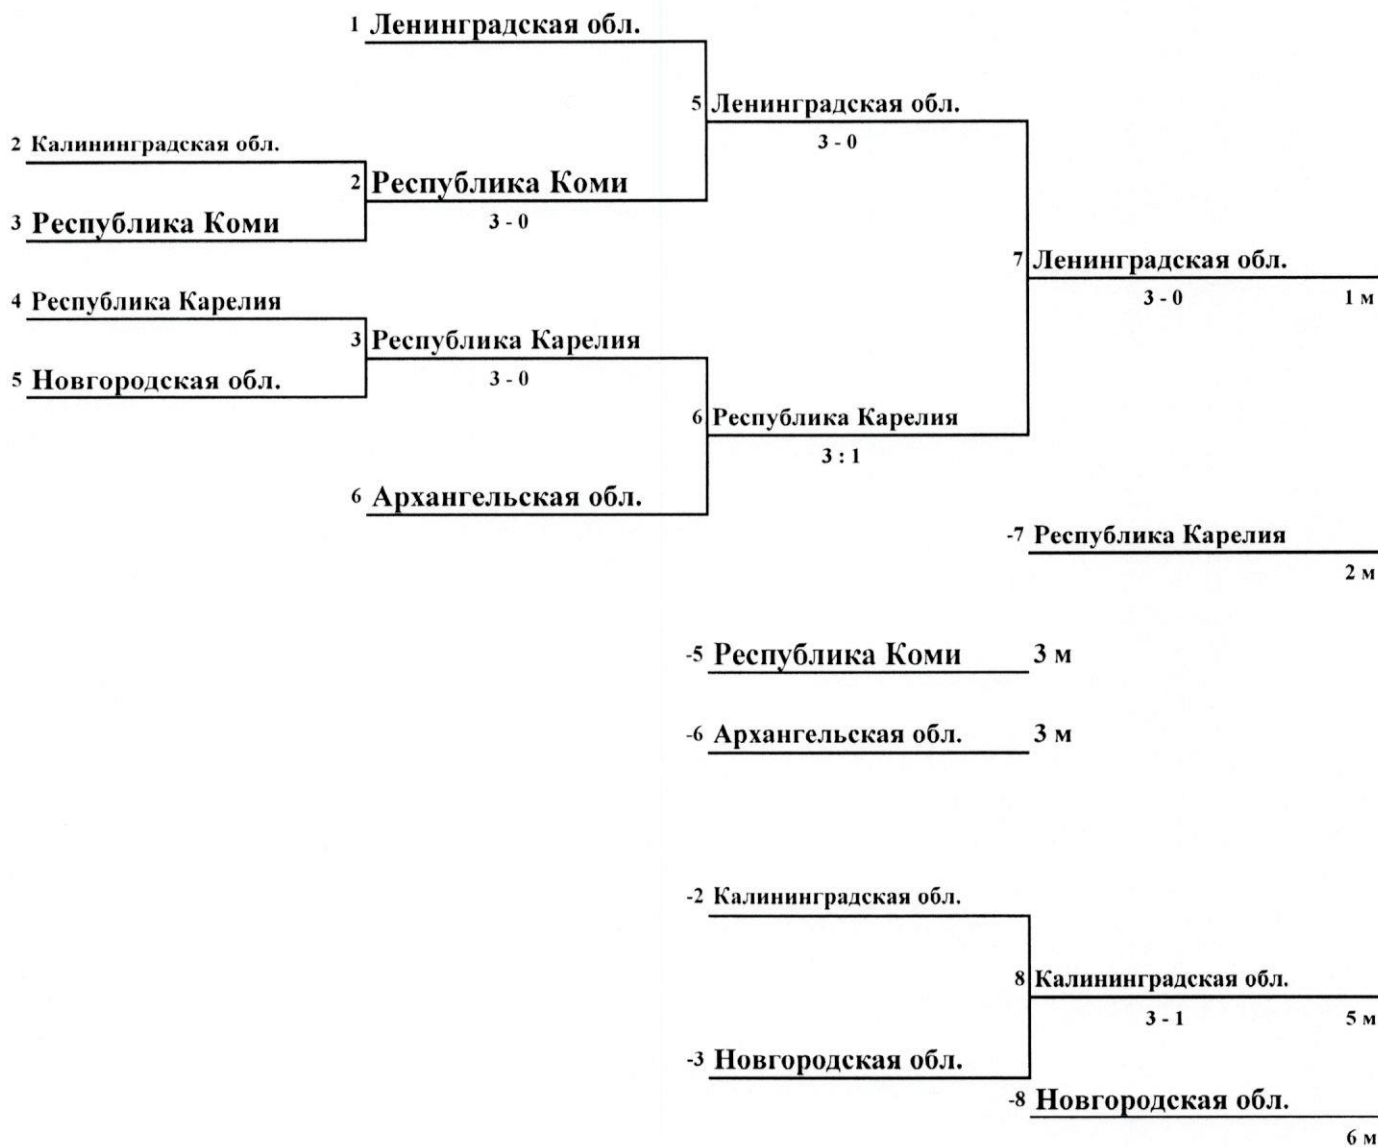 1 Ленинградская обл.
5 Ленинградская обл.
3 - 0
2 Калининградская обл.
2 Республика Коми
3 - 0
3 Республика Коми
7 Ленинградская обл.
3 - 0 1 м
4 Республика Карелия
3 Республика Карелия
3 - 0
5 Новгородская обл.
6 Республика Карелия
3 : 1
6 Архангельская обл.
-7 Республика Карелия
2 м
-5 Республика Коми 3 м
-6 Архангельская обл. 3 м
-2 Калининградская обл.
8 Калининградская обл.
3 - 1 5 м
-3 Новгородская обл.
-8 Новгородская обл.
6 м